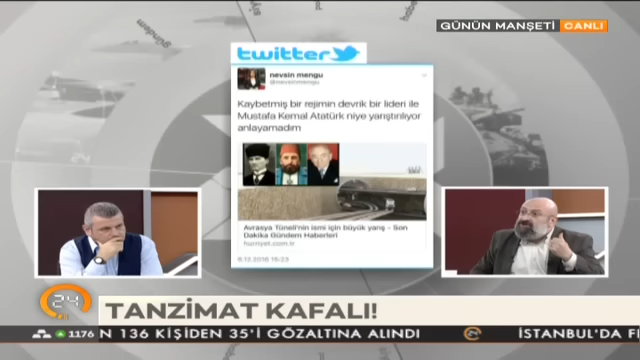 GÜNÜN MANŞETİ CANLI
twitter
nevsin mengu
@nevsinmengu
Kaybetmiş bir rejimin devrik bir lideri ile
Mustafa Kemal Atatürk niye yarıştırılıyor
anlayamadım
Avrasya Tüneli'nin ismi için büyük yarış - Son
Dakika Gündem Haberleri
hurriyet.com.tr
9.12.2016 16:23
24
TANZİMAT KAFALI!
1176 N 136 KİŞİDEN 35'İ GÖZALTINA ALINDI İSTANBUL'DA F